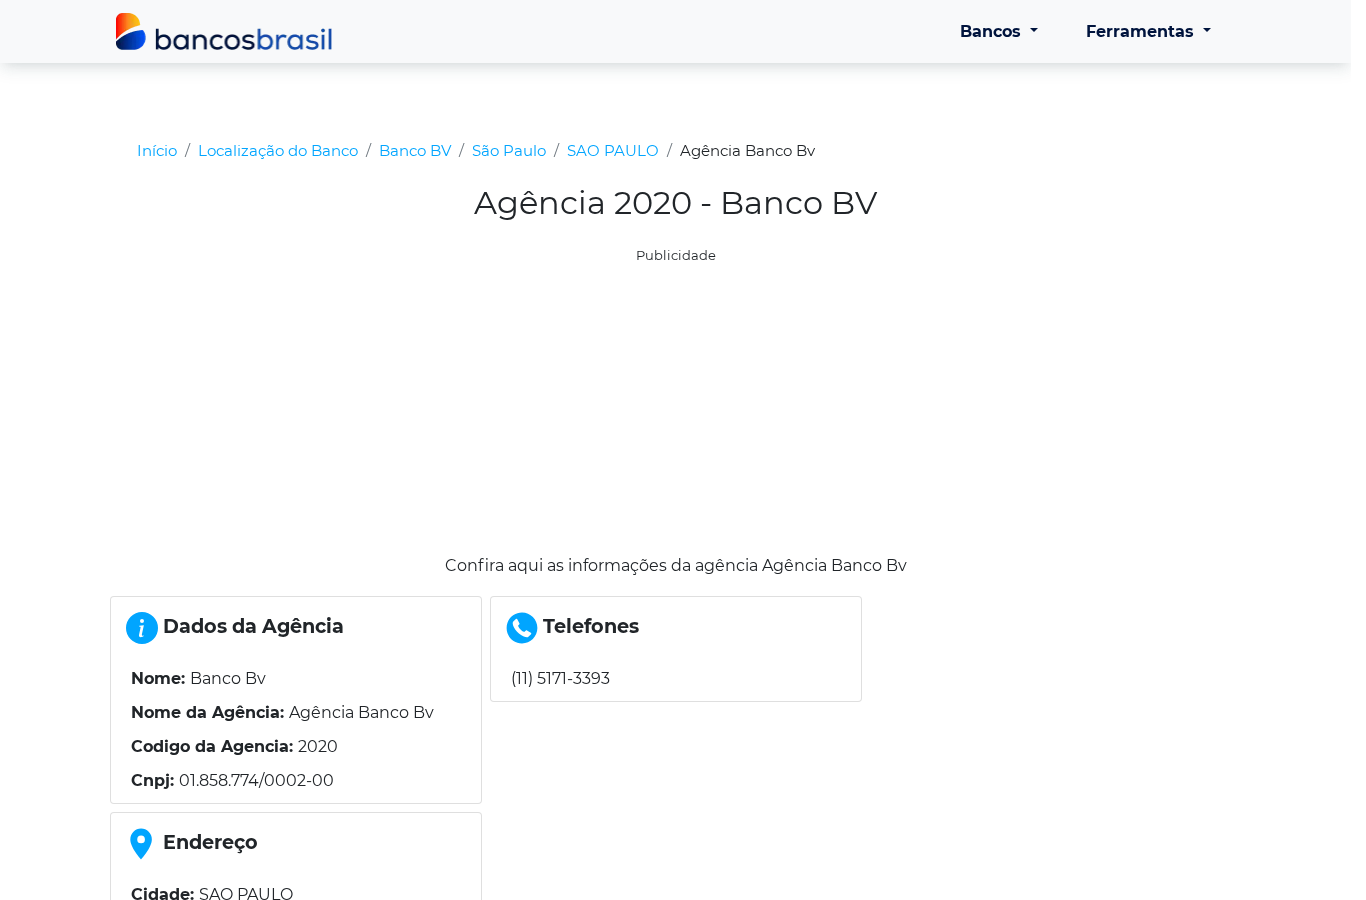 bancosbrasil
Bancos
Ferramentas
Início / Localização do Banco / Banco BV / São Paulo / SAO PAULO / Agência Banco Bv
Agência 2020 - Banco BV
Publicidade
Confira aqui as informações da agência Agência Banco Bv
Dados da Agência
Nome: Banco Bv
Nome da Agência: Agência Banco Bv
Codigo da Agencia: 2020
Cnpj: 01.858.774/0002-00
Telefones
(11) 5171-3393
Endereço
Cidade: SAO PAULO